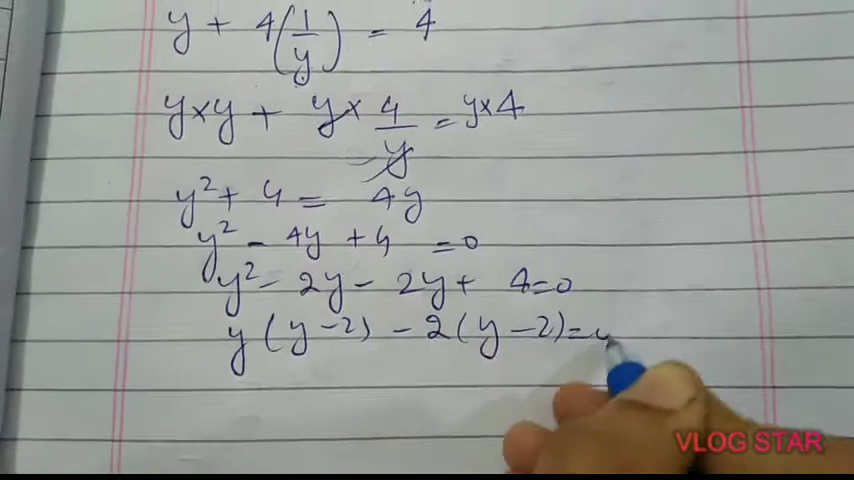 y + 4(1/y) = 4
y×y + y× 4/y = y×4
y² + 4 = 4y
y² - 4y + 4 = 0
y² - 2y - 2y + 4 = 0
y(y-2) - 2(y-2) =
VLOG STAR